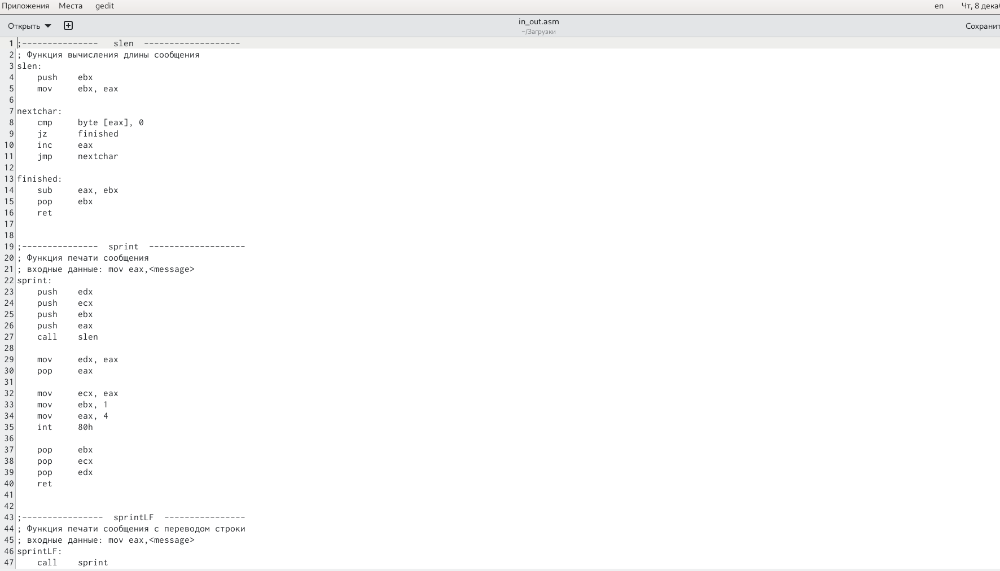 Приложения Места gedit en Чт, 8 дека
Открыть in_out.asm Сохранит
~/Загрузки
1 ;---------------   slen  -------------------
2 ; Функция вычисления длины сообщения
3 slen:
4     push    ebx
5     mov     ebx, eax
6
7 nextchar:
8     cmp     byte [eax], 0
9     jz      finished
10     inc     eax
11     jmp     nextchar
12
13 finished:
14     sub     eax, ebx
15     pop     ebx
16     ret
17
18
19 ;---------------  sprint  -------------------
20 ; Функция печати сообщения
21 ; входные данные: mov eax,<message>
22 sprint:
23     push    edx
24     push    ecx
25     push    ebx
26     push    eax
27     call    slen
28
29     mov     edx, eax
30     pop     eax
31
32     mov     ecx, eax
33     mov     ebx, 1
34     mov     eax, 4
35     int     80h
36
37     pop     ebx
38     pop     ecx
39     pop     edx
40     ret
41
42
43 ;----------------  sprintLF  ----------------
44 ; Функция печати сообщения с переводом строки
45 ; входные данные: mov eax,<message>
46 sprintLF:
47     call    sprint